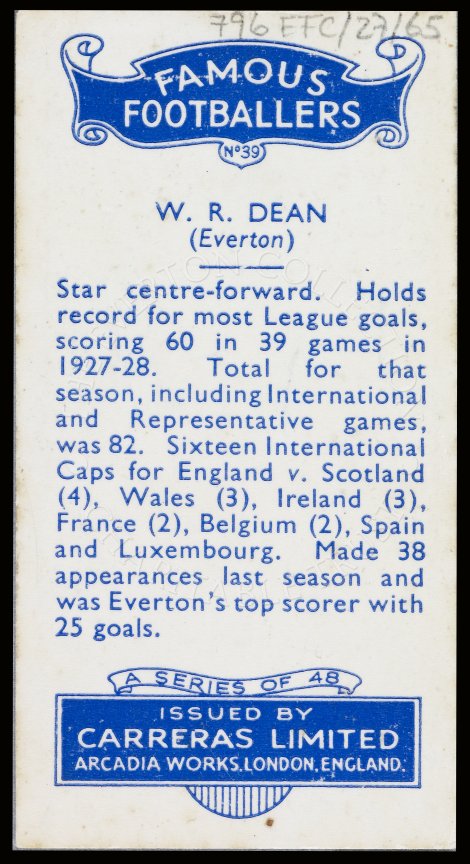 796 EFC/27/65
FAMOUS
FOOTBALLERS
Nº 39
W. R. DEAN
(Everton)
Star centre-forward. Holds
record for most League goals,
scoring 60 in 39 games in
1927-28. Total for that
season, including International
and Representative games,
was 82. Sixteen International
Caps for England v. Scotland
(4), Wales (3), Ireland (3),
France (2), Belgium (2), Spain
and Luxembourg. Made 38
appearances last season and
was Everton's top scorer with
25 goals.
A SERIES OF 48
ISSUED BY
CARRERAS LIMITED
ARCADIA WORKS, LONDON, ENGLAND.